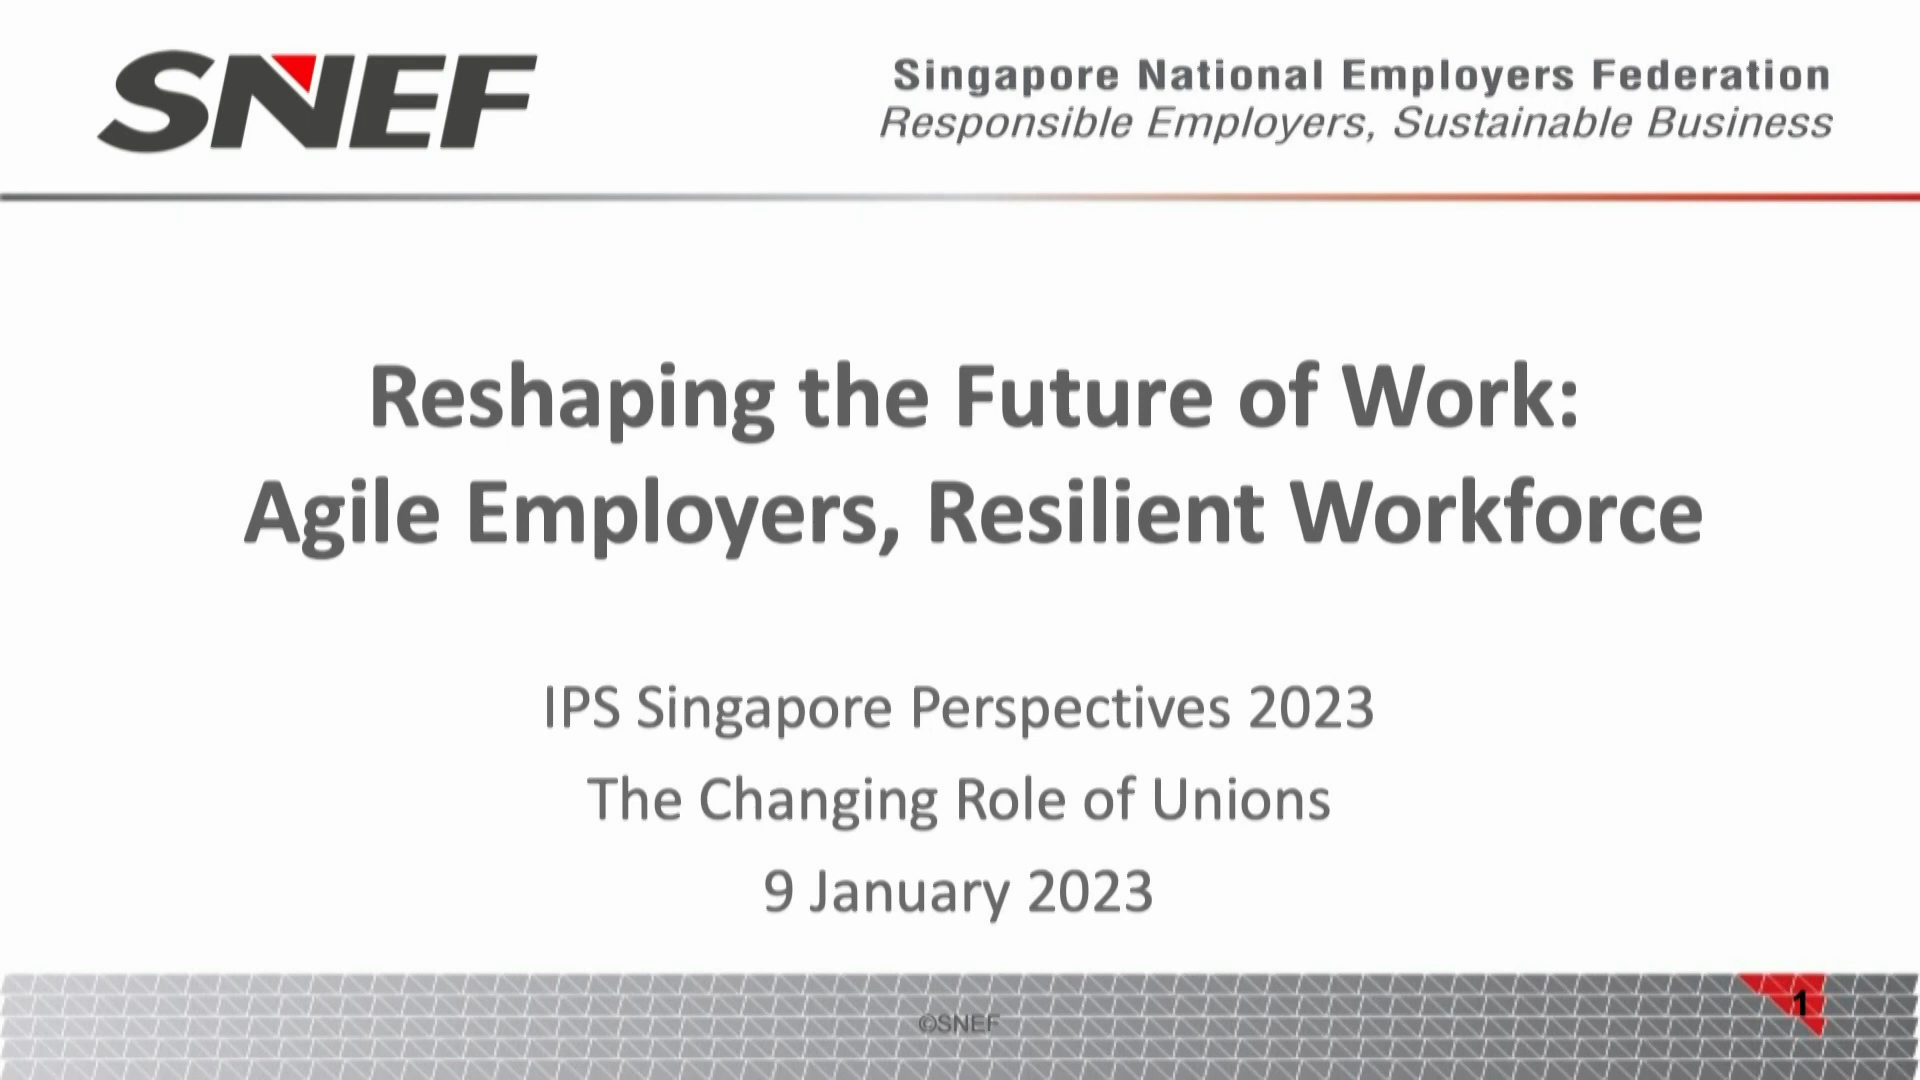 SNEF
Singapore National Employers Federation
Responsible Employers, Sustainable Business
Reshaping the Future of Work:
Agile Employers, Resilient Workforce
IPS Singapore Perspectives 2023
The Changing Role of Unions
9 January 2023
©SNEF
1